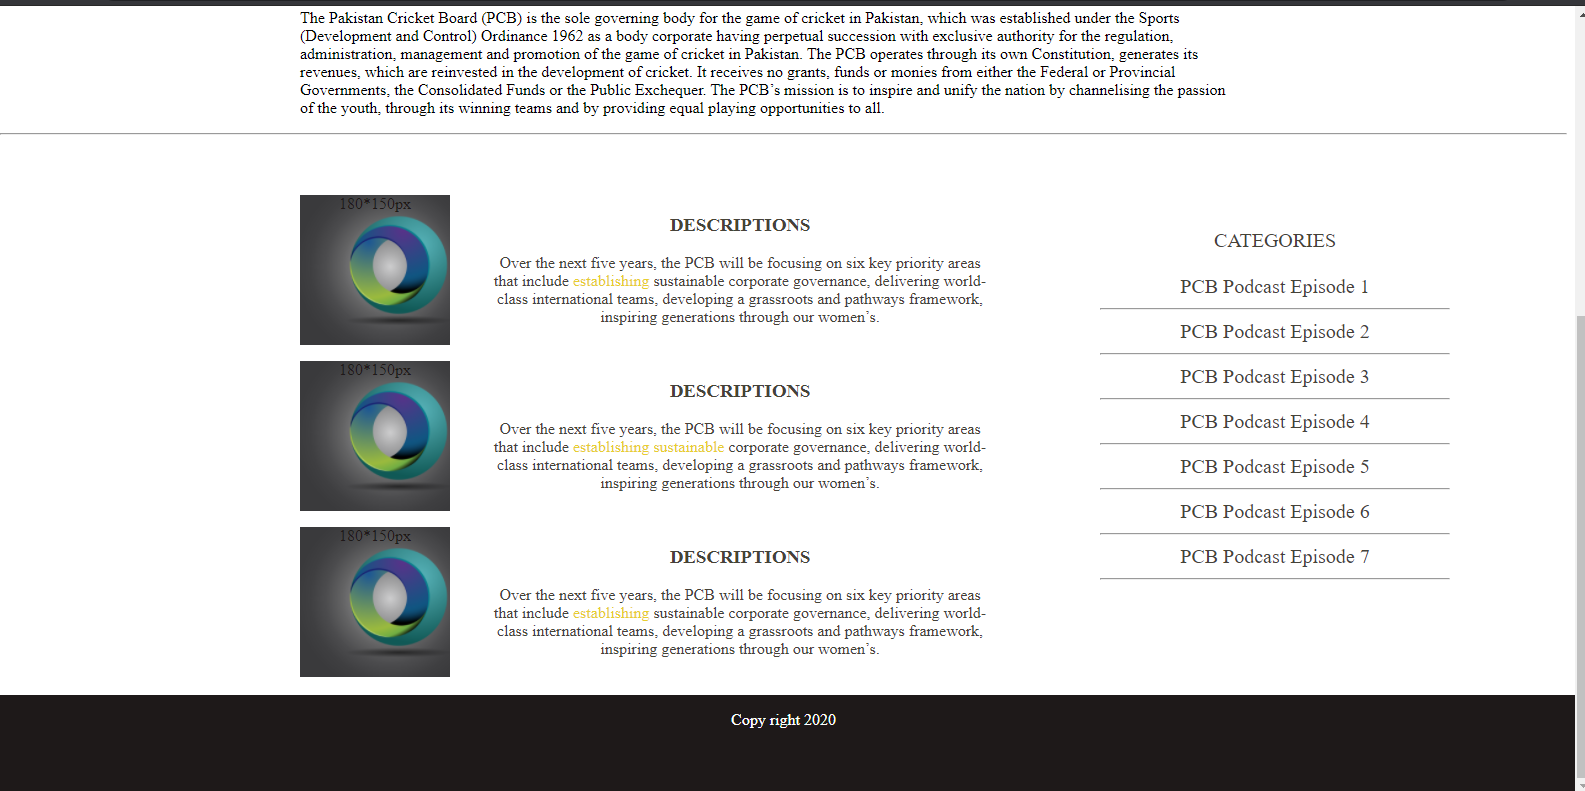 The Pakistan Cricket Board (PCB) is the sole governing body for the game of cricket in Pakistan, which was established under the Sports
(Development and Control) Ordinance 1962 as a body corporate having perpetual succession with exclusive authority for the regulation,
administration, management and promotion of the game of cricket in Pakistan. The PCB operates through its own Constitution, generates its
revenues, which are reinvested in the development of cricket. It receives no grants, funds or monies from either the Federal or Provincial
Governments, the Consolidated Funds or the Public Exchequer. The PCB’s mission is to inspire and unify the nation by channelising the passion
of the youth, through its winning teams and by providing equal playing opportunities to all.
180*150px
DESCRIPTIONS
Over the next five years, the PCB will be focusing on six key priority areas
that include establishing sustainable corporate governance, delivering world-
class international teams, developing a grassroots and pathways framework,
inspiring generations through our women’s.
180*150px
DESCRIPTIONS
Over the next five years, the PCB will be focusing on six key priority areas
that include establishing sustainable corporate governance, delivering world-
class international teams, developing a grassroots and pathways framework,
inspiring generations through our women’s.
180*150px
DESCRIPTIONS
Over the next five years, the PCB will be focusing on six key priority areas
that include establishing sustainable corporate governance, delivering world-
class international teams, developing a grassroots and pathways framework,
inspiring generations through our women’s.
CATEGORIES
PCB Podcast Episode 1
PCB Podcast Episode 2
PCB Podcast Episode 3
PCB Podcast Episode 4
PCB Podcast Episode 5
PCB Podcast Episode 6
PCB Podcast Episode 7
Copy right 2020